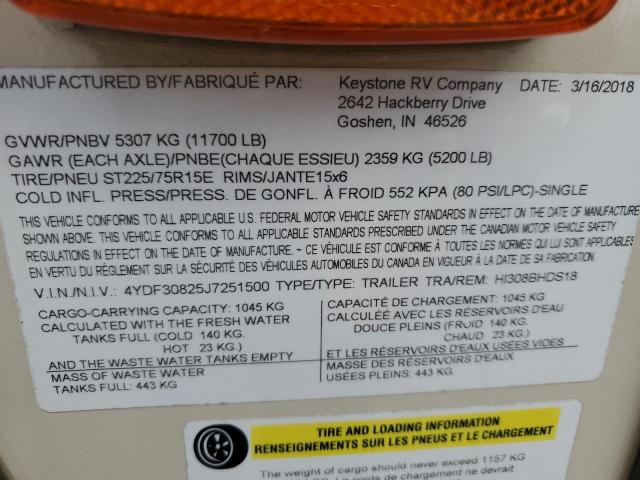 MANUFACTURED BY/FABRIQUÉ PAR: Keystone RV Company DATE: 3/16/2018
2642 Hackberry Drive
Goshen, IN 46526
GVWR/PNBV 5307 KG (11700 LB)
GAWR (EACH AXLE)/PNBE(CHAQUE ESSIEU) 2359 KG (5200 LB)
TIRE/PNEU ST225/75R15E RIMS/JANTE15x6
COLD INFL. PRESS/PRESS. DE GONFL. À FROID 552 KPA (80 PSI/LPC)-SINGLE
THIS VEHICLE CONFORMS TO ALL APPLICABLE U.S. FEDERAL MOTOR VEHICLE SAFETY STANDARDS IN EFFECT ON THE DATE OF MANUFACTURE
SHOWN ABOVE. THIS VEHICLE CONFORMS TO ALL APPLICABLE STANDARDS PRESCRIBED UNDER THE CANADIAN MOTOR VEHICLE SAFETY
REGULATIONS IN EFFECT ON THE DATE OF MANUFACTURE. ~ CE VÉHICULE EST CONFORME À TOUTES LES NORMES QUI LUI SONT
EN VERTU DU RÈGLEMENT SUR LA SÉCURITÉ DES VÉHICULES AUTOMOBILES DU CANADA EN VIGUEUR À LA DATE DE SA FABRICATION.
V.I.N./N.I.V.: 4YDF30825J7251500 TYPE/TYPE: TRAILER TRA/REM: HI308BHDS18
CARGO-CARRYING CAPACITY: 1045 KG
CALCULATED WITH THE FRESH WATER
TANKS FULL (COLD 140 KG.
HOT 23 KG.)
AND THE WASTE WATER TANKS EMPTY
MASS OF WASTE WATER
TANKS FULL: 443 KG
CAPACITÉ DE CHARGEMENT: 1045 KG
CALCULÉE AVEC LES RÉSERVOIRS D'EAU
DOUCE PLEINS (FROID 140 KG.
CHAUD 23 KG.)
ET LES RÉSERVOIRS D'EAUX USÉES VIDES
MASSE DES RÉSERVOIRS D'EAUX
USÉES PLEINS: 443 KG.
TIRE AND LOADING INFORMATION
RENSEIGNEMENTS SUR LES PNEUS ET LE CHARGEMENT
The weight of cargo should never exceed 1157 KG
Le poids de chargement ne devrait